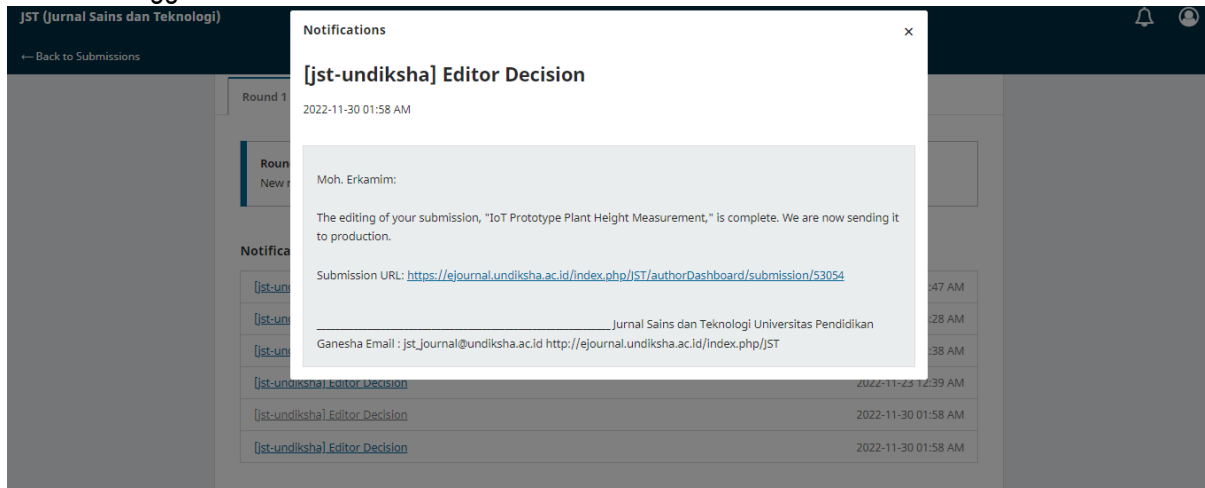 JST (Jurnal Sains dan Teknologi)
← Back to Submissions
Notifications
×
[jst-undiksha] Editor Decision
2022-11-30 01:58 AM
Round 1
Roun
New r
Moh. Erkamim:
The editing of your submission, "IoT Prototype Plant Height Measurement," is complete. We are now sending it
to production.
Submission URL: https://ejournal.undiksha.ac.id/index.php/JST/authorDashboard/submission/53054
Jurnal Sains dan Teknologi Universitas Pendidikan
Ganesha Email : jst_journal@undiksha.ac.id http://ejournal.undiksha.ac.id/index.php/JST
Notifica
[jst-un :47 AM
[jst-un :28 AM
[jst-un :38 AM
[jst-undiksha] Editor Decision 2022-11-23 12:39 AM
[jst-undiksha] Editor Decision 2022-11-30 01:58 AM
[jst-undiksha] Editor Decision 2022-11-30 01:58 AM